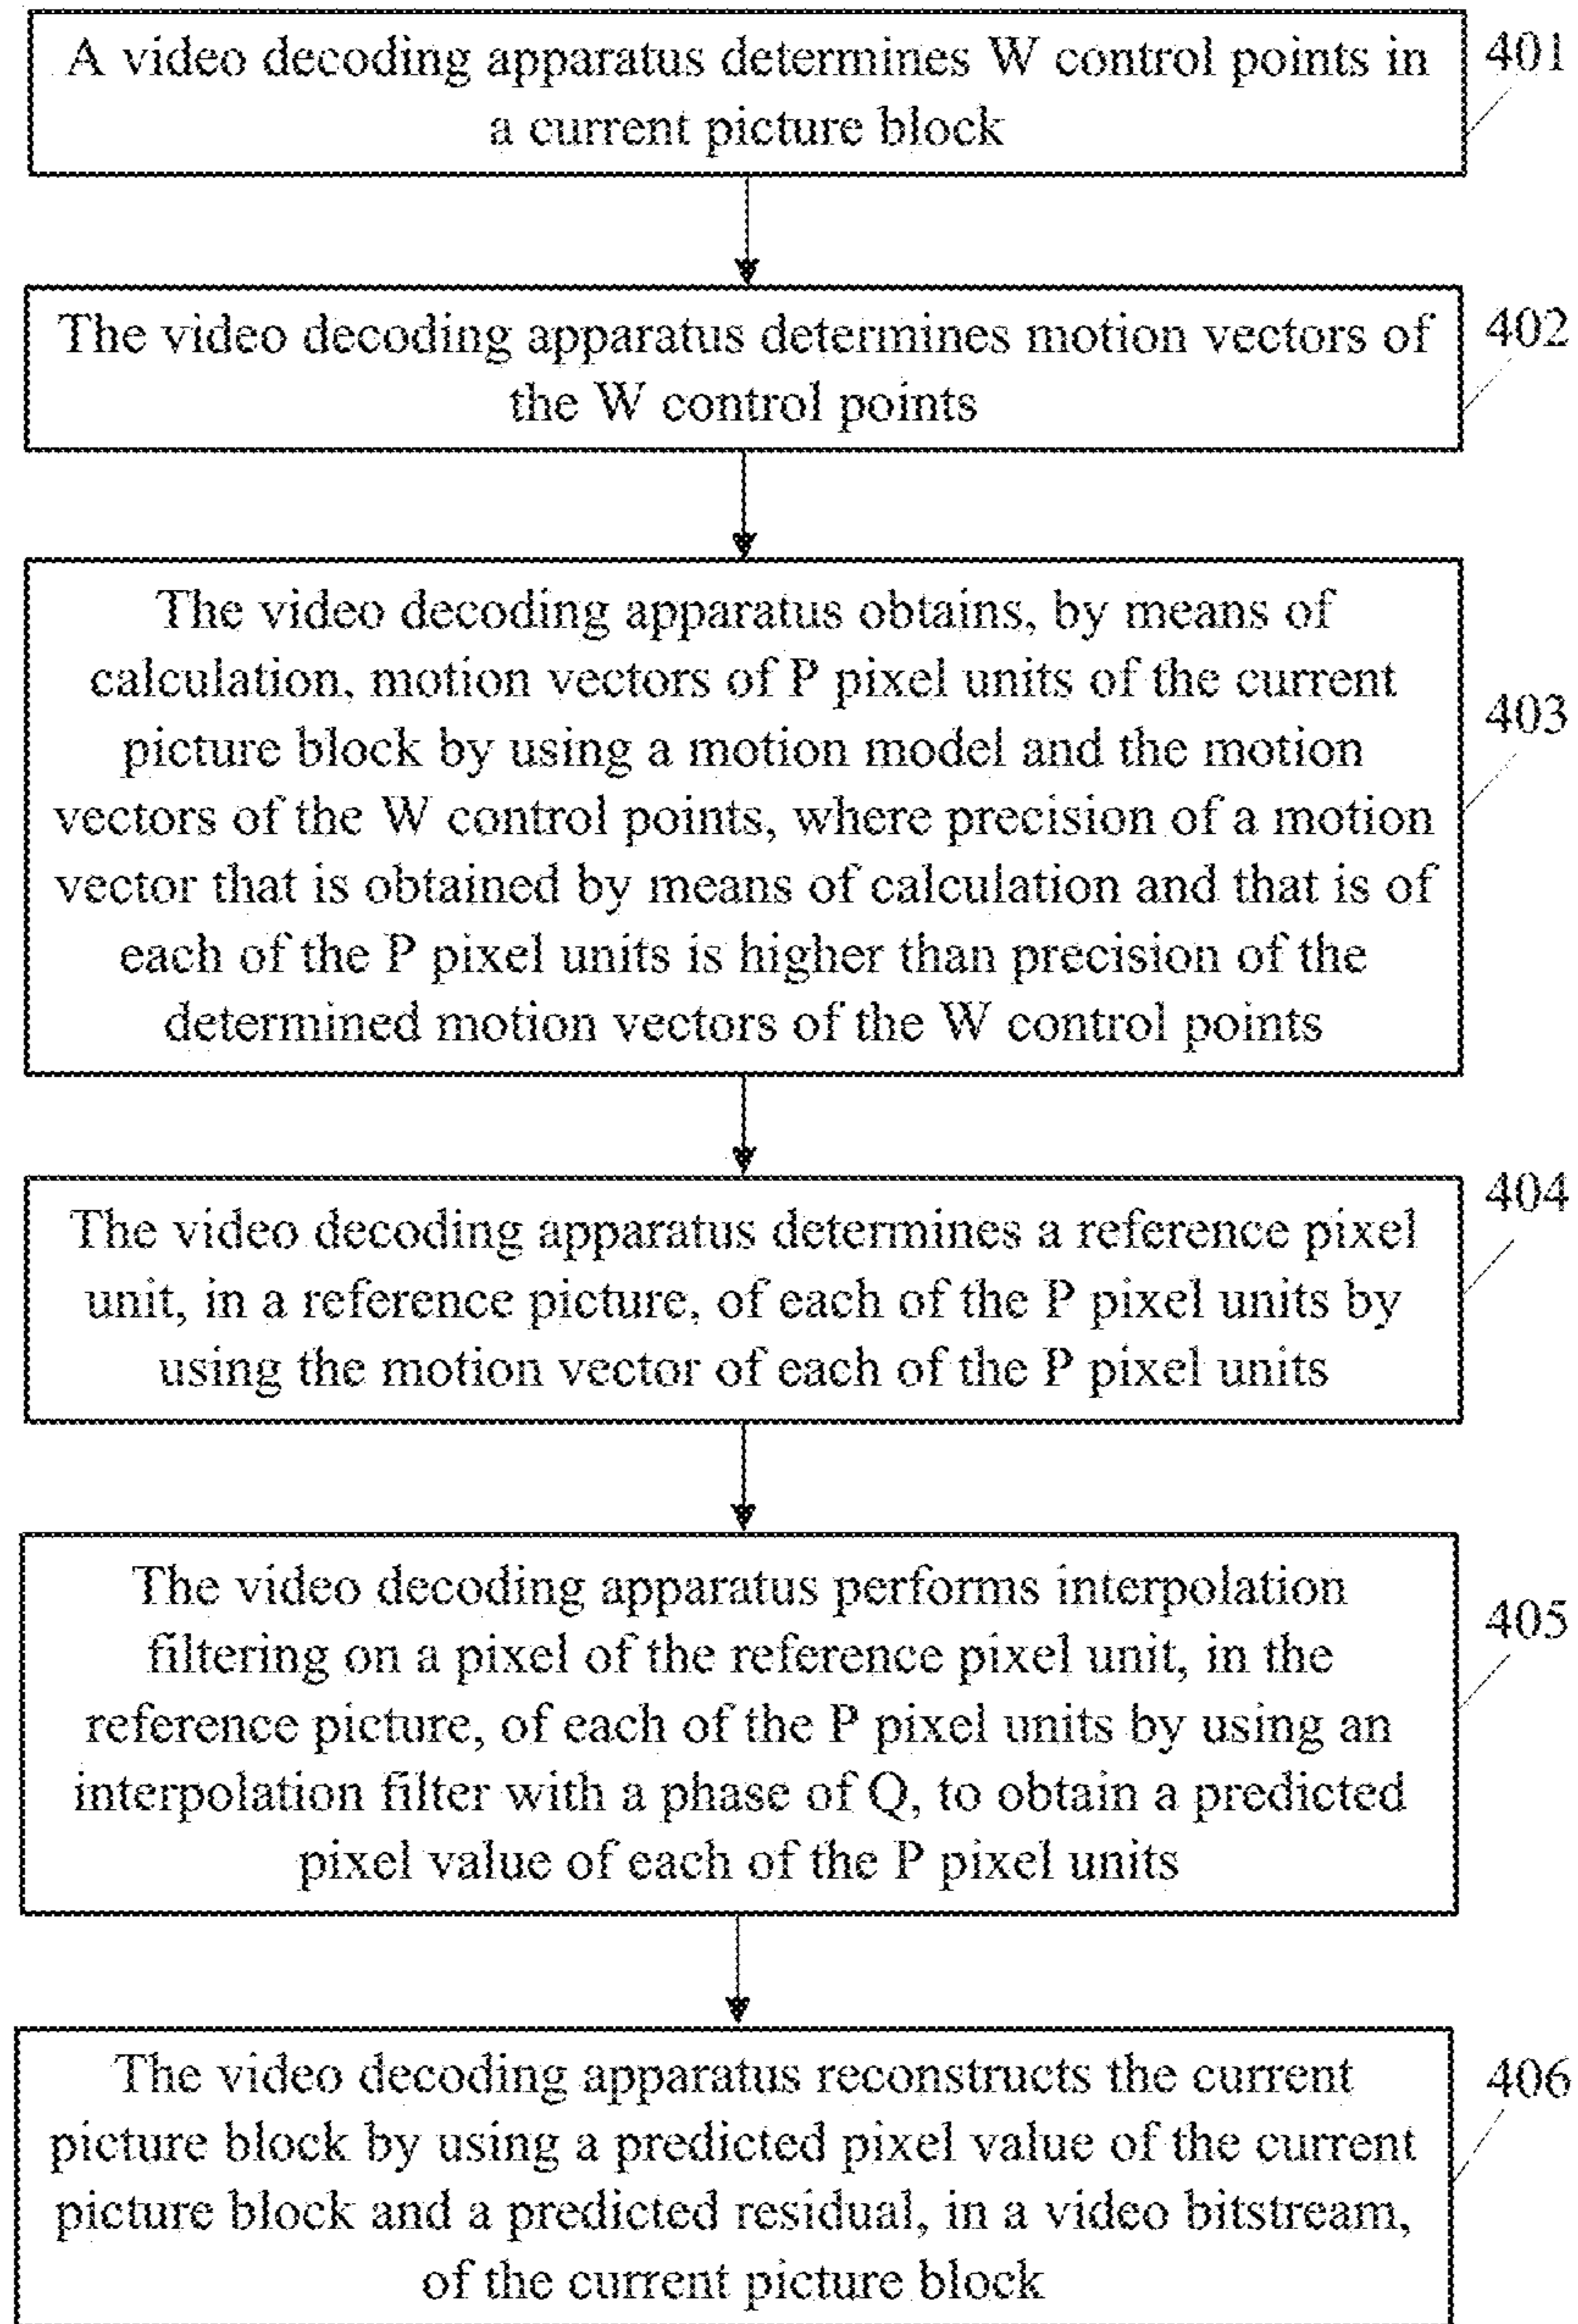 A video decoding apparatus determines W control points in
a current picture block
401
The video decoding apparatus determines motion vectors of
the W control points
402
The video decoding apparatus obtains, by means of
calculation, motion vectors of P pixel units of the current
picture block by using a motion model and the motion
vectors of the W control points, where precision of a motion
vector that is obtained by means of calculation and that is of
each of the P pixel units is higher than precision of the
determined motion vectors of the W control points
403
The video decoding apparatus determines a reference pixel
unit, in a reference picture, of each of the P pixel units by
using the motion vector of each of the P pixel units
404
The video decoding apparatus performs interpolation
filtering on a pixel of the reference pixel unit, in the
reference picture, of each of the P pixel units by using an
interpolation filter with a phase of Q, to obtain a predicted
pixel value of each of the P pixel units
405
The video decoding apparatus reconstructs the current
picture block by using a predicted pixel value of the current
picture block and a predicted residual, in a video bitstream,
of the current picture block
406